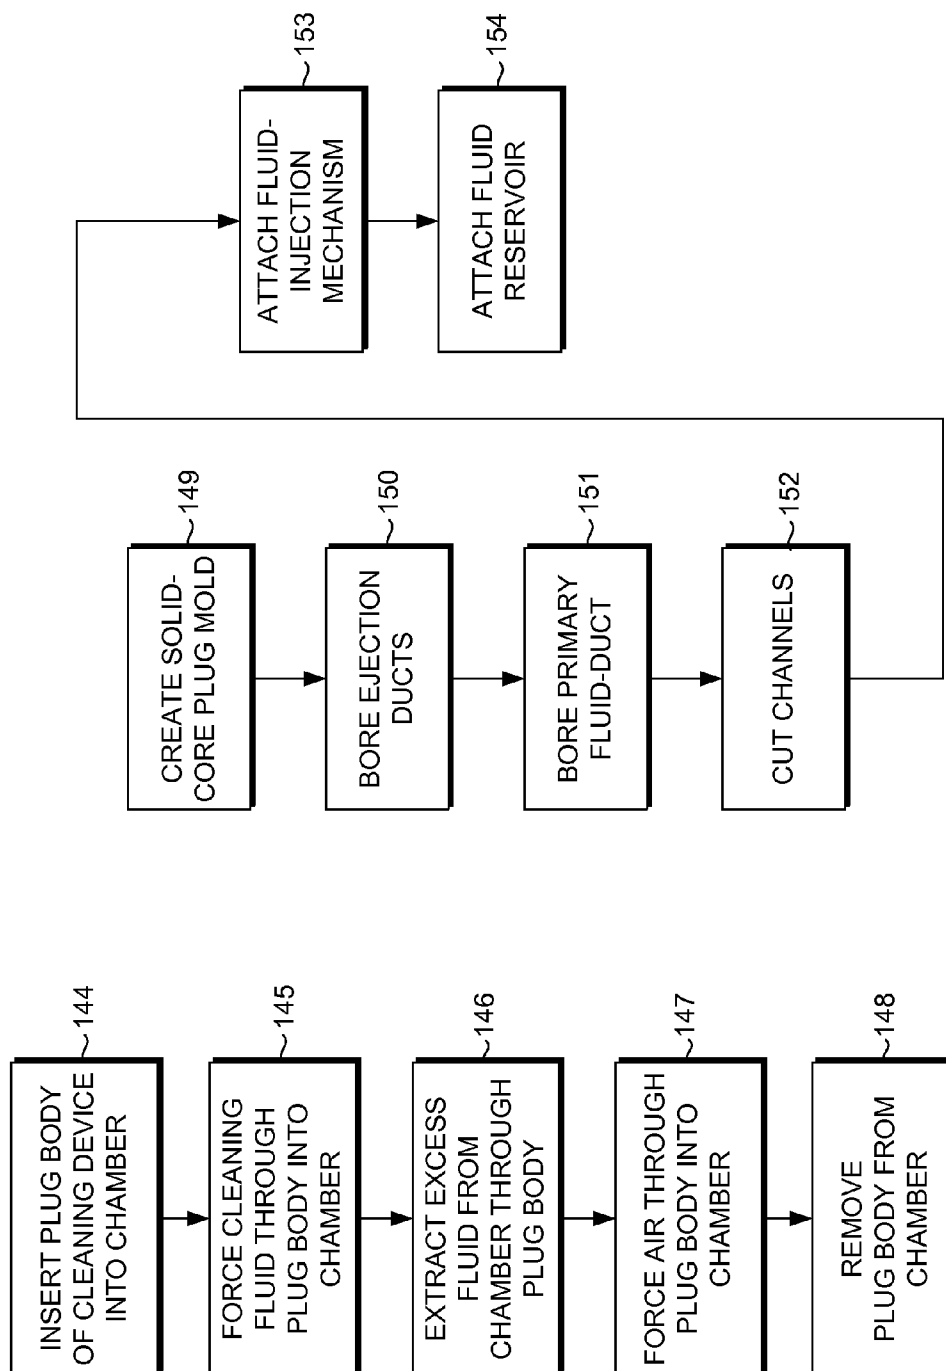 INSERT PLUG BODY
OF CLEANING DEVICE
INTO CHAMBER
144
FORCE CLEANING
FLUID THROUGH
PLUG BODY INTO
CHAMBER
145
EXTRACT EXCESS
FLUID FROM
CHAMBER THROUGH
PLUG BODY
146
FORCE AIR THROUGH
PLUG BODY INTO
CHAMBER
147
REMOVE
PLUG BODY FROM
CHAMBER
148
CREATE SOLID-
CORE PLUG MOLD
149
BORE EJECTION
DUCTS
150
BORE PRIMARY
FLUID-DUCT
151
CUT CHANNELS
152
ATTACH FLUID-
INJECTION
MECHANISM
153
ATTACH FLUID
RESERVOIR
154